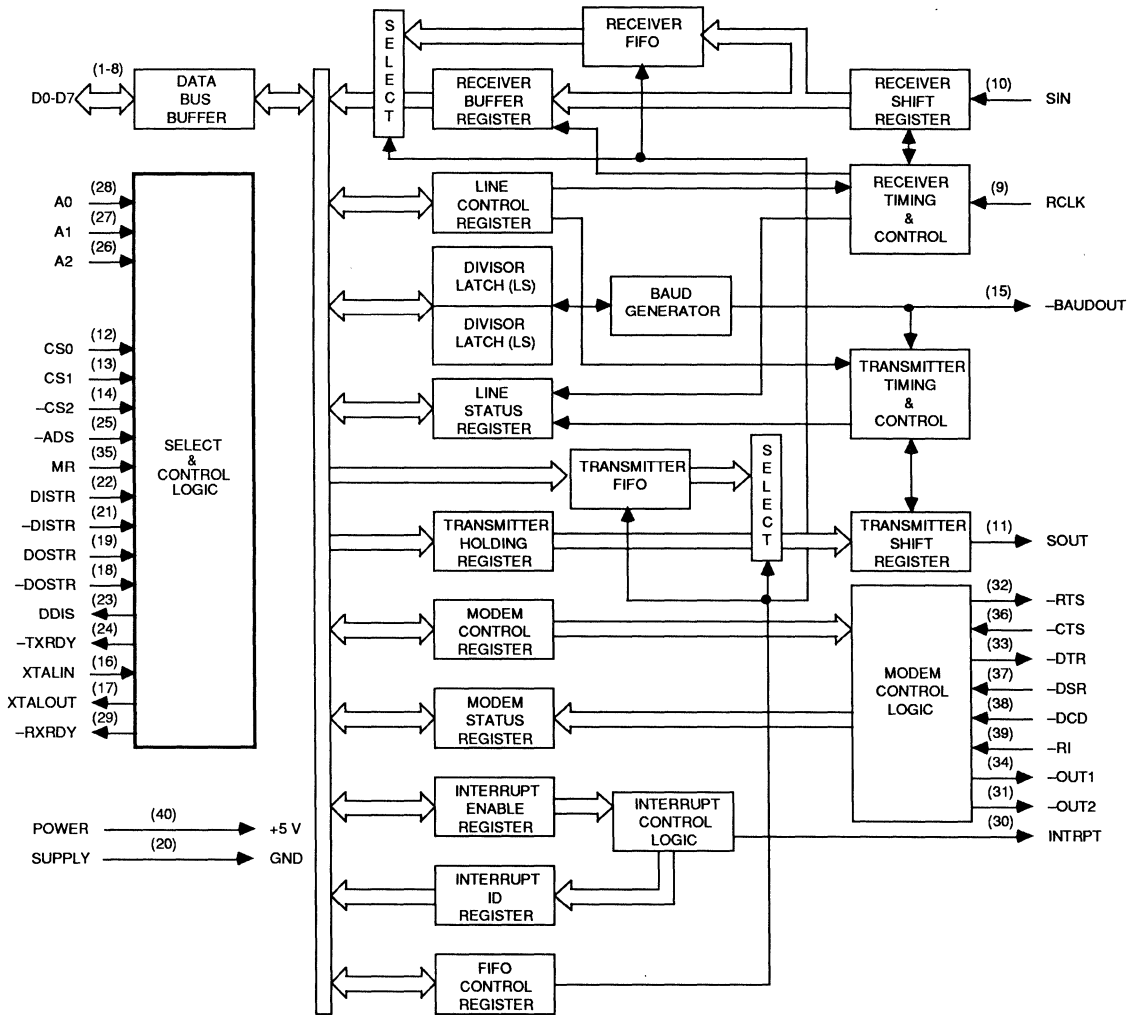 (1-8)
D0-D7
DATA
BUS
BUFFER
SELECT
RECEIVER
FIFO
RECEIVER
BUFFER
REGISTER
RECEIVER
SHIFT
REGISTER
(10)
SIN
LINE
CONTROL
REGISTER
RECEIVER
TIMING
&
CONTROL
(9)
RCLK
DIVISOR
LATCH (LS)
DIVISOR
LATCH (LS)
BAUD
GENERATOR
(15)
–BAUDOUT
LINE
STATUS
REGISTER
TRANSMITTER
TIMING
&
CONTROL
TRANSMITTER
FIFO
SELECT
TRANSMITTER
HOLDING
REGISTER
TRANSMITTER
SHIFT
REGISTER
(11)
SOUT
MODEM
CONTROL
REGISTER
MODEM
STATUS
REGISTER
MODEM
CONTROL
LOGIC
(32)
–RTS
(36)
–CTS
(33)
–DTR
(37)
–DSR
(38)
–DCD
(39)
–RI
(34)
–OUT1
(31)
–OUT2
(30)
INTRPT
INTERRUPT
ENABLE
REGISTER
INTERRUPT
CONTROL
LOGIC
INTERRUPT
ID
REGISTER
FIFO
CONTROL
REGISTER
A0 (28)
A1 (27)
A2 (26)
CS0 (12)
CS1 (13)
–CS2 (14)
–ADS (25)
MR (35)
DISTR (22)
–DISTR (21)
DOSTR (19)
–DOSTR (18)
DDIS (23)
–TXRDY (24)
XTALIN (16)
XTALOUT (17)
–RXRDY (29)
SELECT
&
CONTROL
LOGIC
POWER (40) +5 V
SUPPLY (20) GND